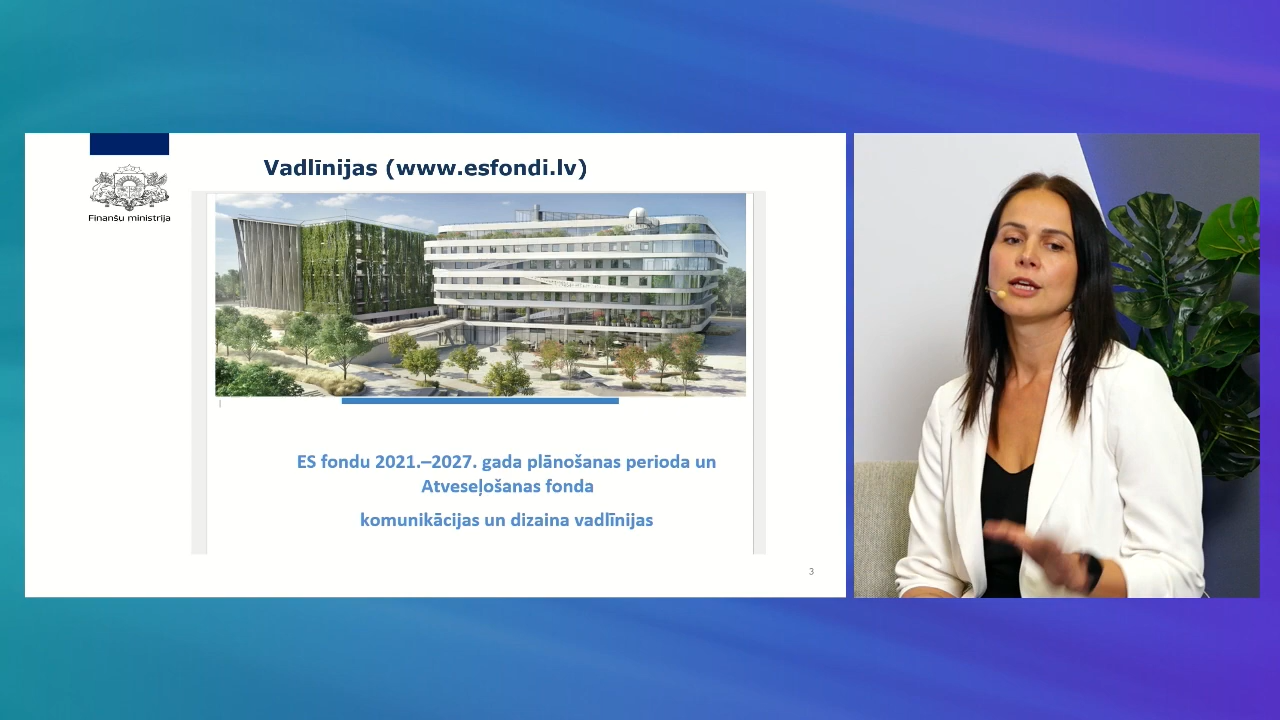 Vadlīnijas (www.esfondi.lv)
Finanšu ministrija
ES fondu 2021.–2027. gada plānošanas perioda un
Atveseļošanas fonda
komunikācijas un dizaina vadlīnijas
3